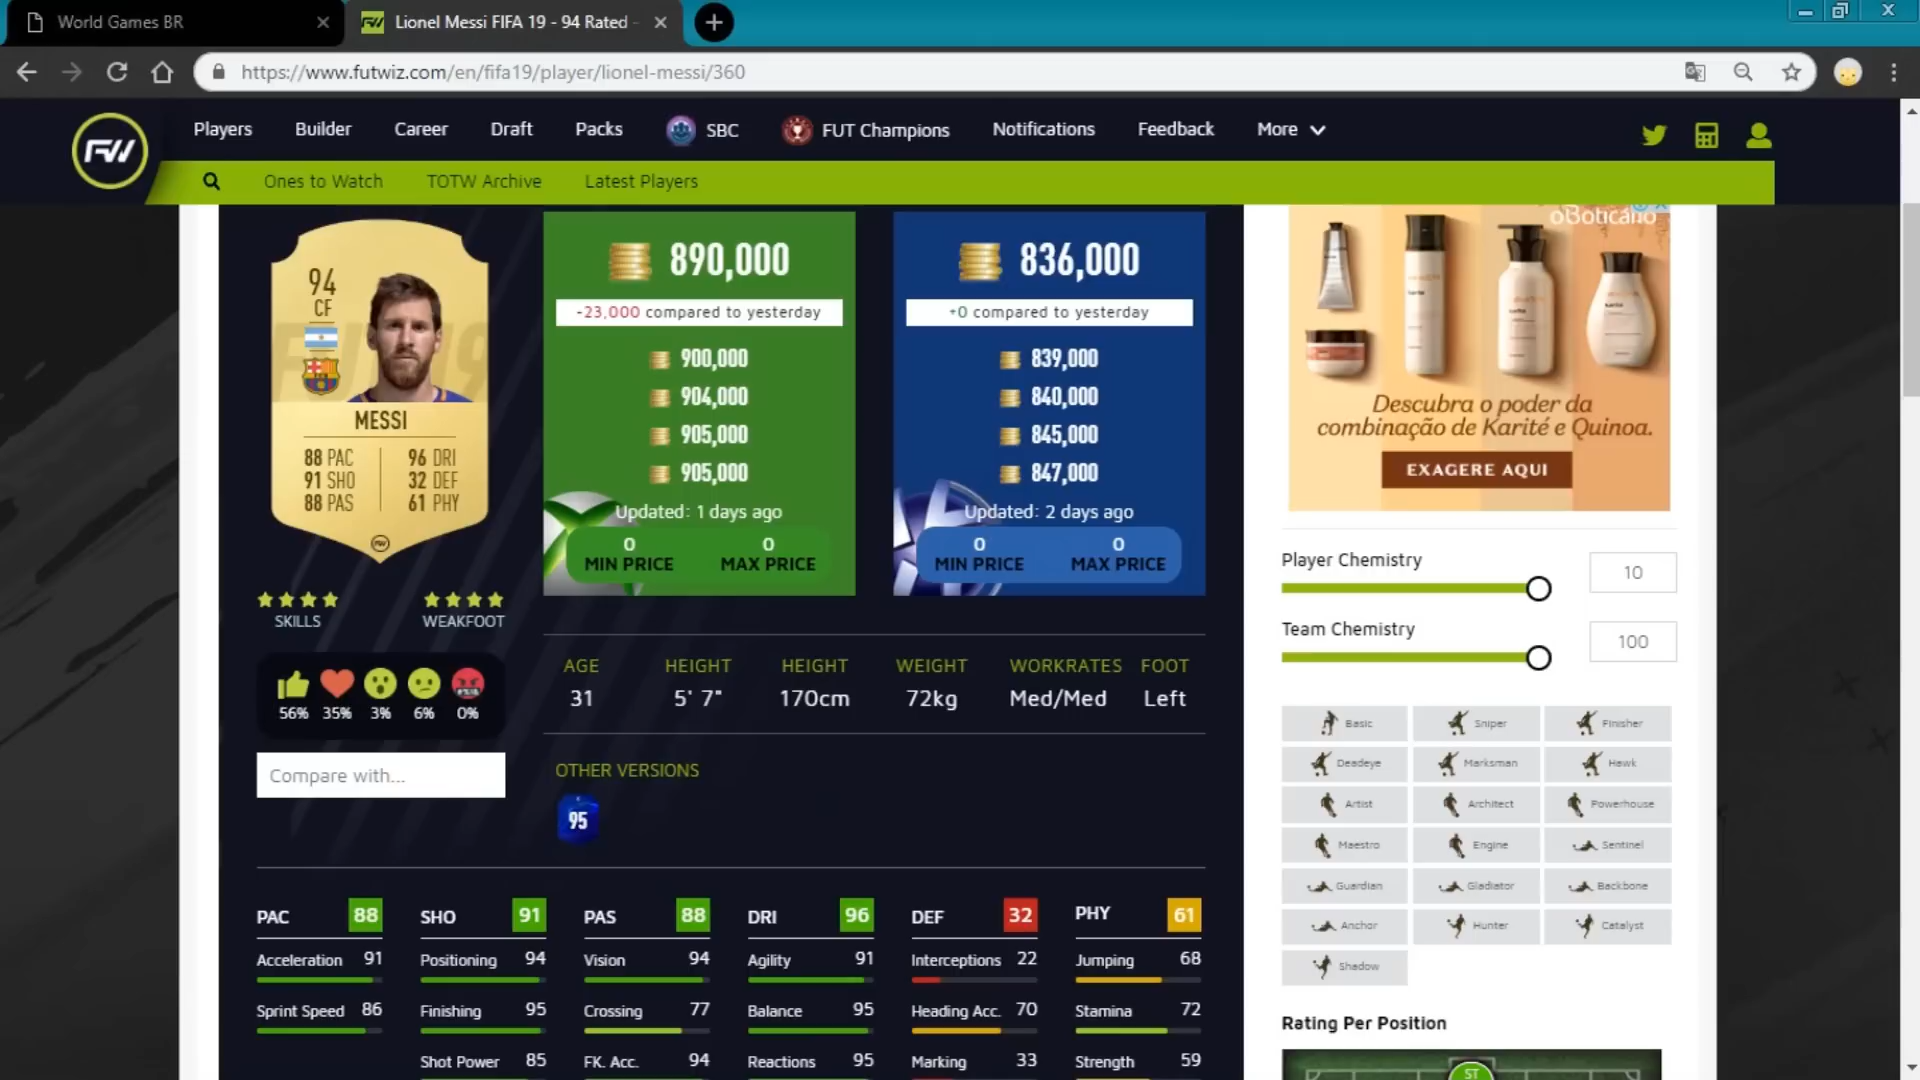 World Games BR
Lionel Messi FIFA 19 - 94 Rated -
https://www.futwiz.com/en/fifa19/player/lionel-messi/360
FW
Players Builder Career Draft Packs SBC FUT Champions Notifications Feedback More
Ones to Watch TOTW Archive Latest Players
94
CF
MESSI
88 PAC 96 DRI
91 SHO 32 DEF
88 PAS 61 PHY
FW
SKILLS WEAKFOOT
56% 35% 3% 6% 0%
Compare with...
890,000
-23,000 compared to yesterday
900,000
904,000
905,000
905,000
Updated: 1 days ago
0 0
MIN PRICE MAX PRICE
836,000
+0 compared to yesterday
839,000
840,000
845,000
847,000
Updated: 2 days ago
0 0
MIN PRICE MAX PRICE
AGE HEIGHT HEIGHT WEIGHT WORKRATES FOOT
31 5' 7" 170cm 72kg Med/Med Left
OTHER VERSIONS
95
PAC 88 SHO 91 PAS 88 DRI 96 DEF 32 PHY 61
Acceleration 91 Positioning 94 Vision 94 Agility 91 Interceptions 22 Jumping 68
Sprint Speed 86 Finishing 95 Crossing 77 Balance 95 Heading Acc. 70 Stamina 72
Shot Power 85 FK. Acc. 94 Reactions 95 Marking 33 Strength 59
oBoticário
Descubra o poder da
combinação de Karité e Quinoa.
EXAGERE AQUI
Player Chemistry 10
Team Chemistry 100
Basic Sniper Finisher
Deadeye Marksman Hawk
Artist Architect Powerhouse
Maestro Engine Sentinel
Guardian Gladiator Backbone
Anchor Hunter Catalyst
Shadow
Rating Per Position
ST